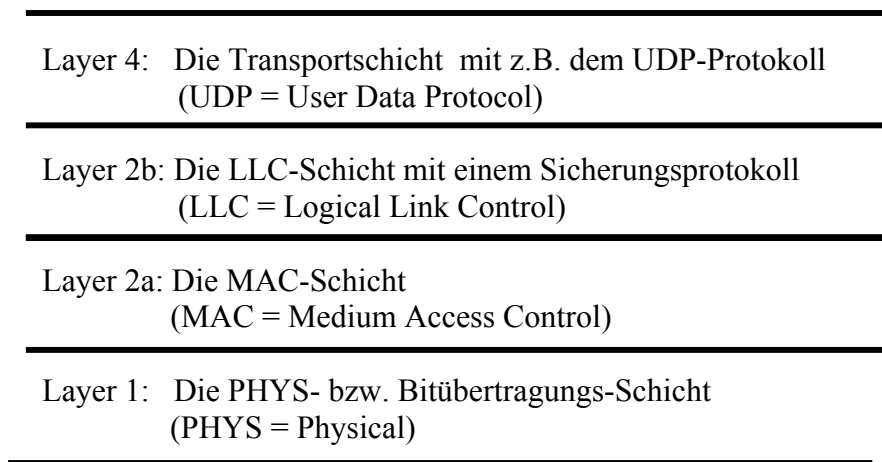 Layer 4: Die Transportschicht mit z.B. dem UDP-Protokoll
(UDP = User Data Protocol)
Layer 2b: Die LLC-Schicht mit einem Sicherungsprotokoll
(LLC = Logical Link Control)
Layer 2a: Die MAC-Schicht
(MAC = Medium Access Control)
Layer 1: Die PHYS- bzw. Bitübertragungs-Schicht
(PHYS = Physical)